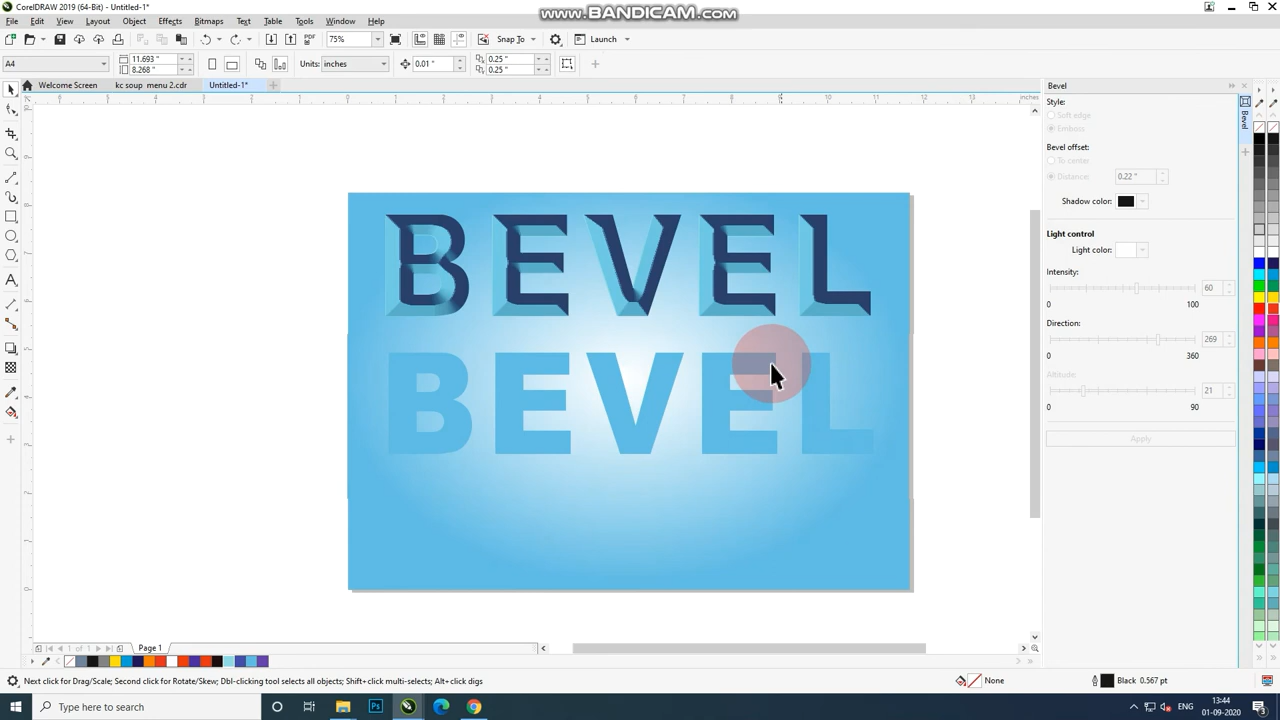 CorelDRAW 2019 (64-Bit) - Untitled-1*
www.BANDICAM.com
File Edit View Layout Object Effects Bitmaps Text Table Tools Window Help
75% Snap To Launch
A4 11.693 " 8.268 " Units: inches 0.01 " 0.25 " 0.25 "
Welcome Screen kc soup menu 2.cdr Untitled-1*
inches
Bevel
Style:
Soft edge
Emboss
Bevel offset:
To center
Distance: 0.22 "
Shadow color:
Light control
Light color:
Intensity:
60
0 100
Direction:
269
0 360
Altitude:
21
0 90
Apply
Bevel
BEVEL
BEVEL
1 of 1 Page 1
Next click for Drag/Scale; Second click for Rotate/Skew; Dbl-clicking tool selects all objects; Shift+click multi-selects; Alt+click digs
None Black 0.567 pt
Type here to search
ENG 13:44 01-09-2020